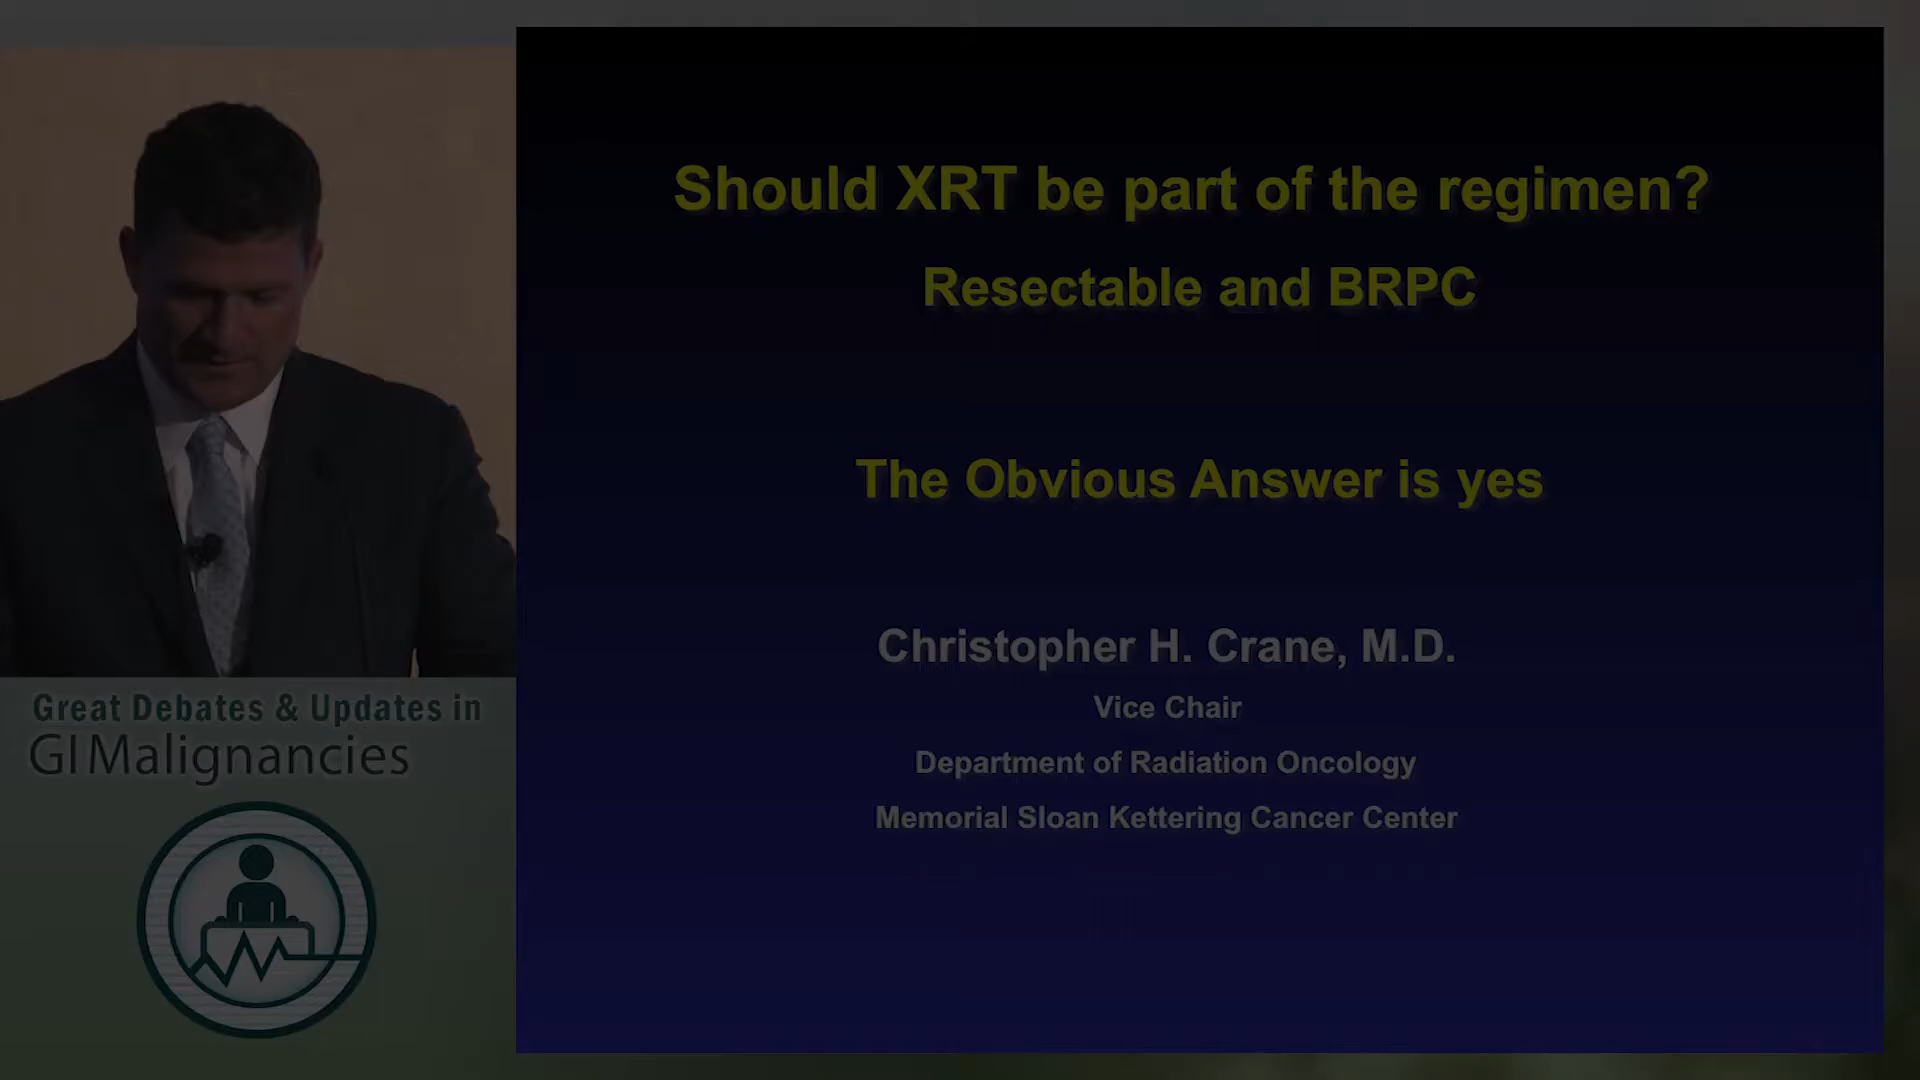 Should XRT be part of the regimen?
Resectable and BRPC
The Obvious Answer is yes
Christopher H. Crane, M.D.
Vice Chair
Department of Radiation Oncology
Memorial Sloan Kettering Cancer Center
Great Debates & Updates in
GI Malignancies